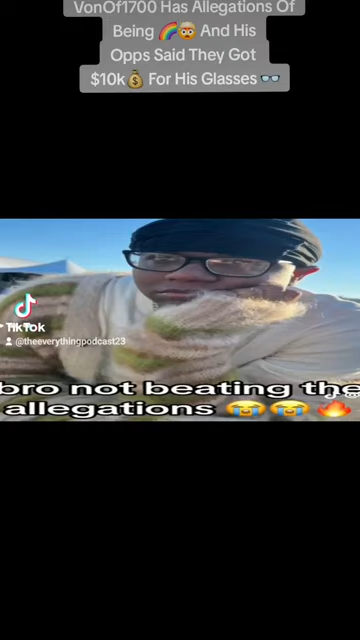 VonOf1700 Has Allegations Of
Being 🌈🤯 And His
Opps Said They Got
$10k💰 For His Glasses 👓
TikTok
@theeverythingpodcast23
bro not beating the
allegations 😭😭 🔥